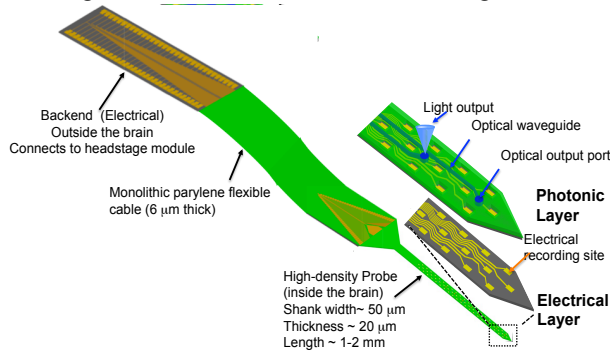 Backend (Electrical)
Outside the brain
Connects to headstage module
Monolithic parylene flexible
cable (6 μm thick)
High-density Probe
(inside the brain)
Shank width~ 50 μm
Thickness ~ 20 μm
Length ~ 1-2 mm
Light output
Optical waveguide
Optical output port
Photonic
Layer
Electrical
recording site
Electrical
Layer